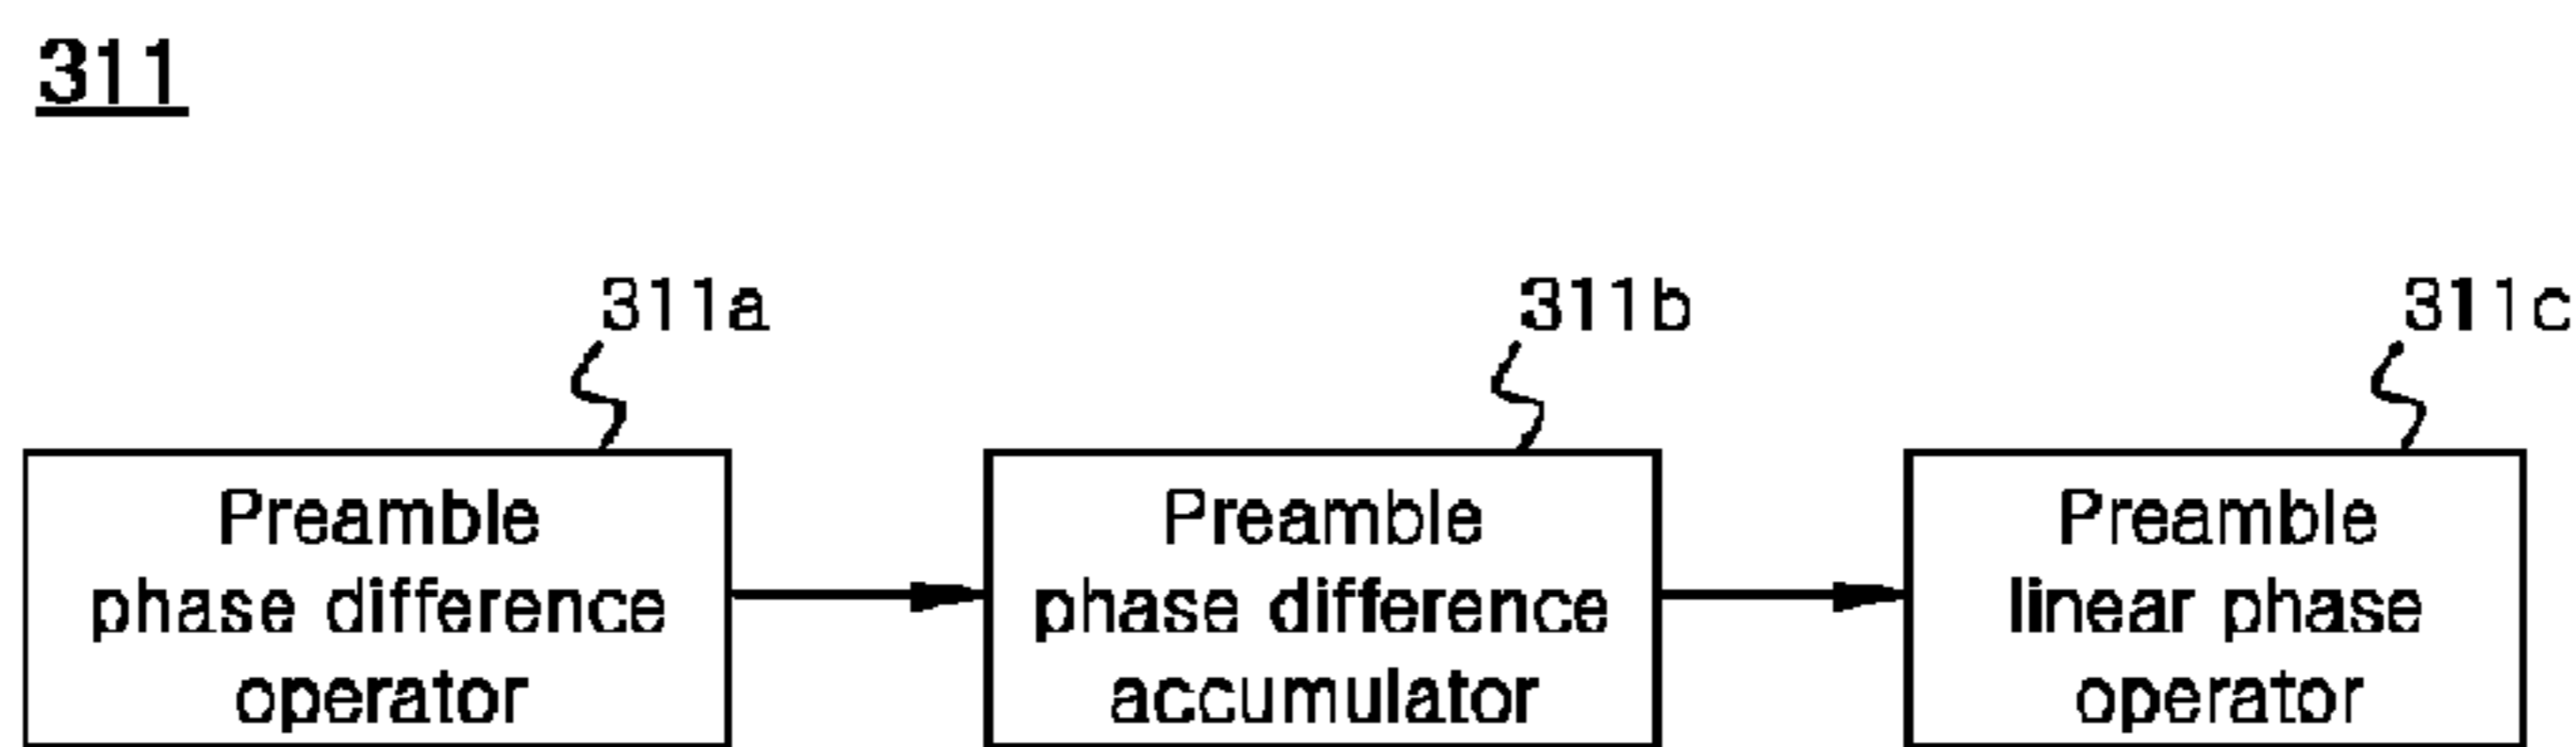 311
311a
311b
311c
Preamble
phase difference
operator
Preamble
phase difference
accumulator
Preamble
linear phase
operator